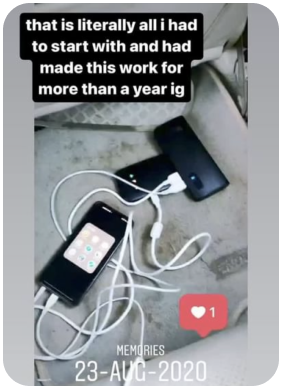 that is literally all i had
to start with and had
made this work for
more than a year ig
1
MEMORIES
23-AUG-2020